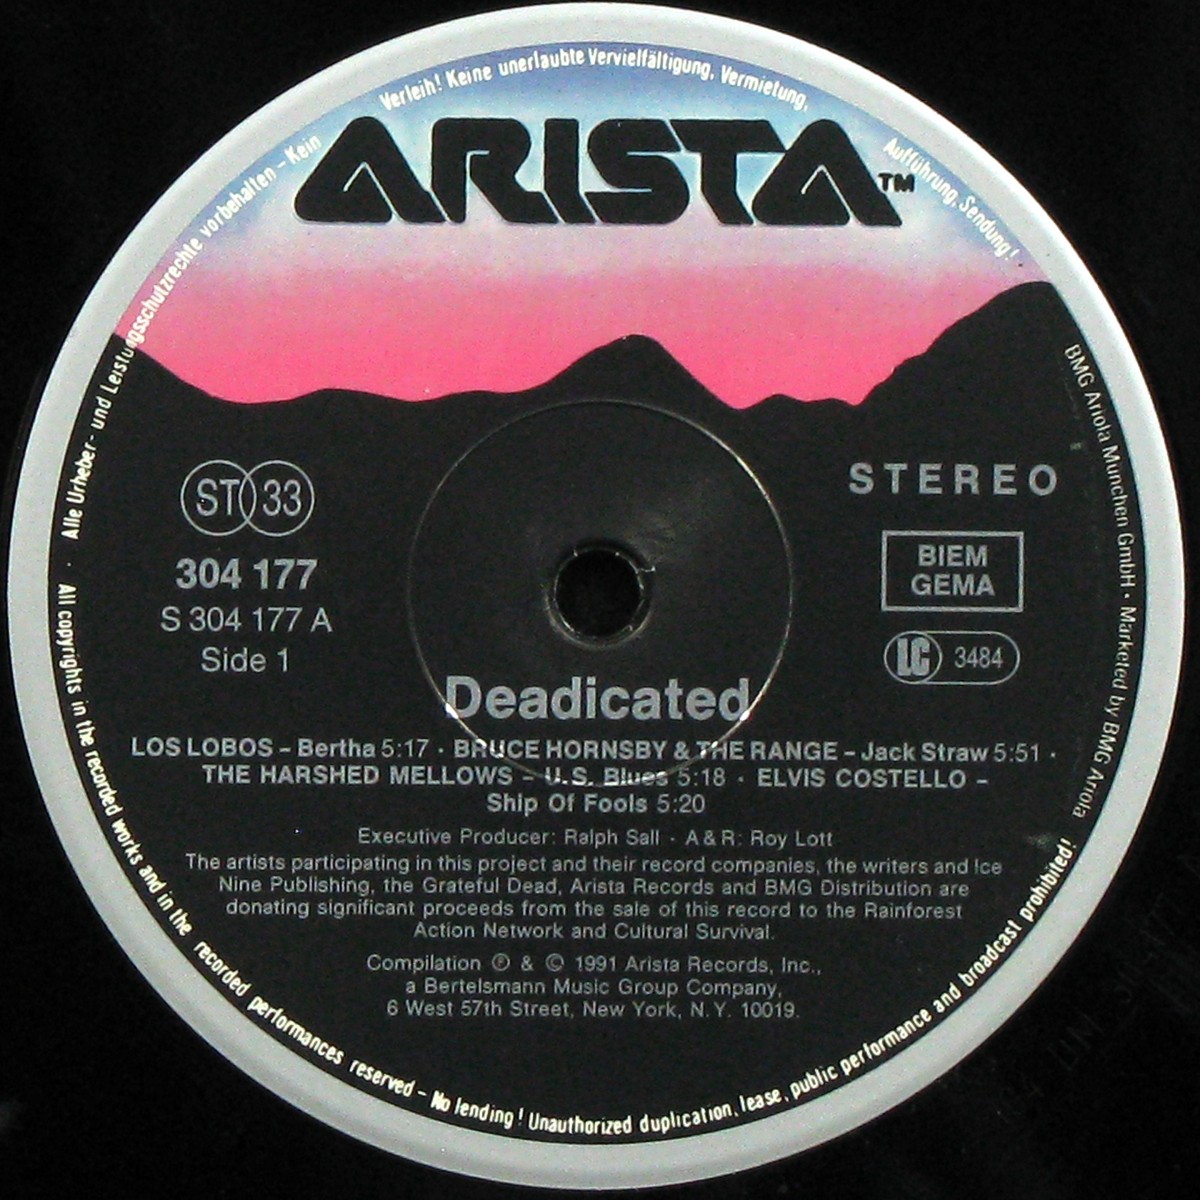 Alle Urheber- und Leistungsschutzrechte vorbehalten - Kein Verleih! Keine unerlaubte Vervielfältigung, Vermietung, Aufführung, Sendung!
ARISTA™
STEREO
ST 33
BIEM
GEMA
304 177
S 304 177 A
Side 1
LC 3484
Deadicated
LOS LOBOS – Bertha 5:17 · BRUCE HORNSBY & THE RANGE – Jack Straw 5:51 ·
THE HARSHED MELLOWS – U.S. Blues 5:18 · ELVIS COSTELLO –
Ship Of Fools 5:20
Executive Producer: Ralph Sall · A & R: Roy Lott
The artists participating in this project and their record companies, the writers and Ice
Nine Publishing, the Grateful Dead, Arista Records and BMG Distribution are
donating significant proceeds from the sale of this record to the Rainforest
Action Network and Cultural Survival.
Compilation ℗ & © 1991 Arista Records, Inc.,
a Bertelsmann Music Group Company,
6 West 57th Street, New York, N.Y. 10019.
BMG Ariola München GmbH · Marketed by BMG Ariola
· All copyrights in the recorded works and in the recorded performances reserved – No lending! Unauthorized duplication, lease, public performance and broadcast prohibited!